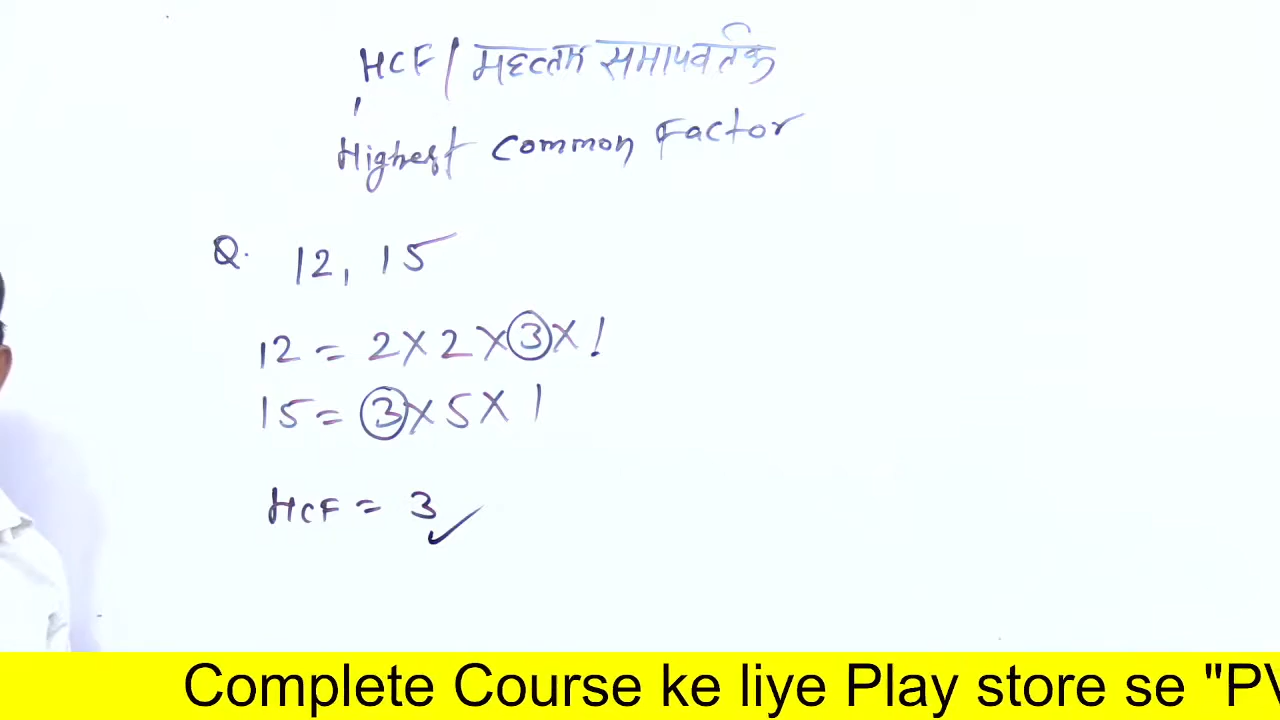 HCF / महत्तम समापवर्तक
Highest Common Factor
Q. 12, 15
12 = 2 × 2 × 3 × 1
15 = 3 × 5 × 1
HCF = 3 ✓
Complete Course ke liye Play store se "PV